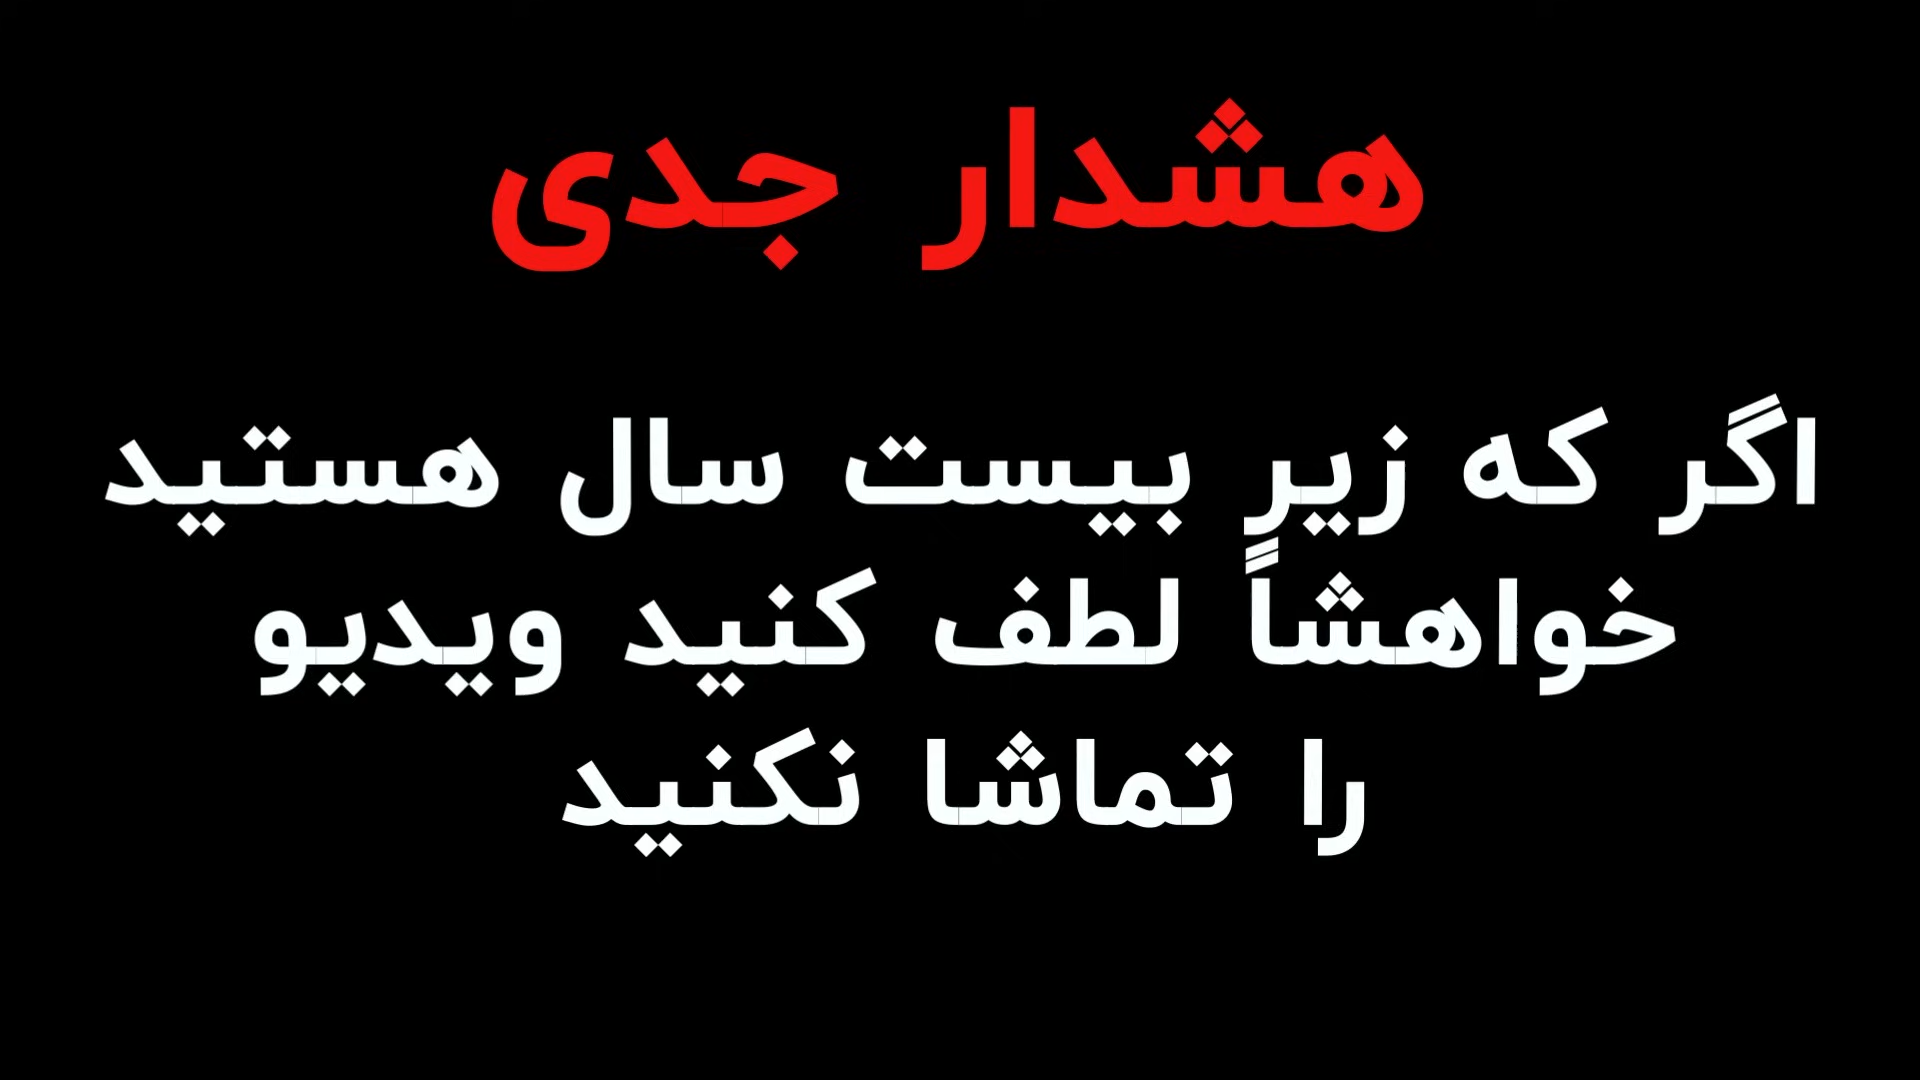 هشدار جدی
اگر که زیر بیست سال هستید
خواهشاً لطف کنید ویدیو
را تماشا نکنید